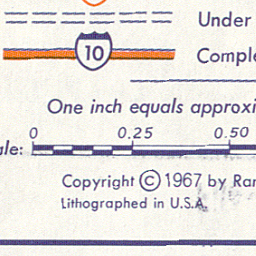 Under
10 Comple
One inch equals approxi
0 0.25 0.50
ale:
Copyright © 1967 by Ran
Lithographed in U.S.A.